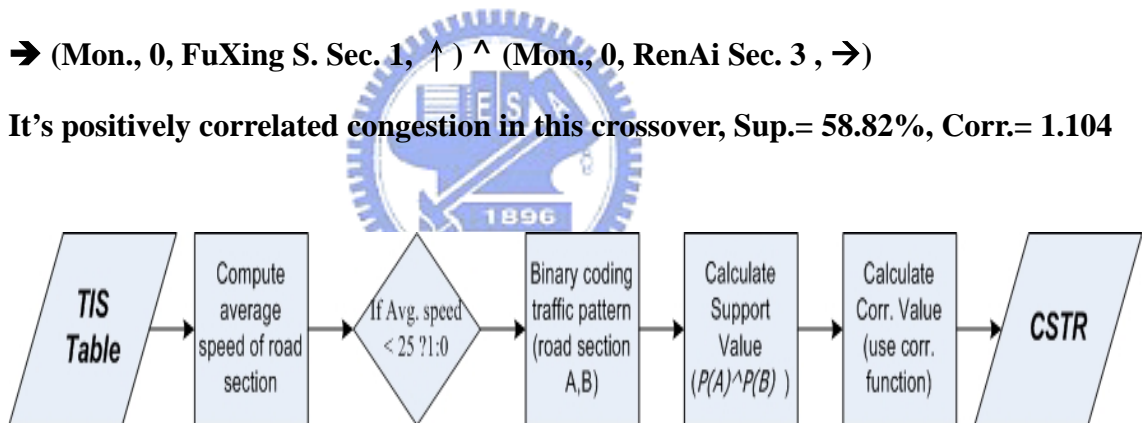 ➔ (Mon., 0, FuXing S. Sec. 1, ↑) ^ (Mon., 0, RenAi Sec. 3 , →)
It's positively correlated congestion in this crossover, Sup.= 58.82%, Corr.= 1.104
E S A
1896
TIS
Table
Compute
average
speed of road
section
If Avg. speed
< 25 ?1:0
Binary coding
traffic pattern
(road section
A,B)
Calculate
Support
Value
(P(A)^P(B) )
Calculate
Corr. Value
(use corr.
function)
CSTR